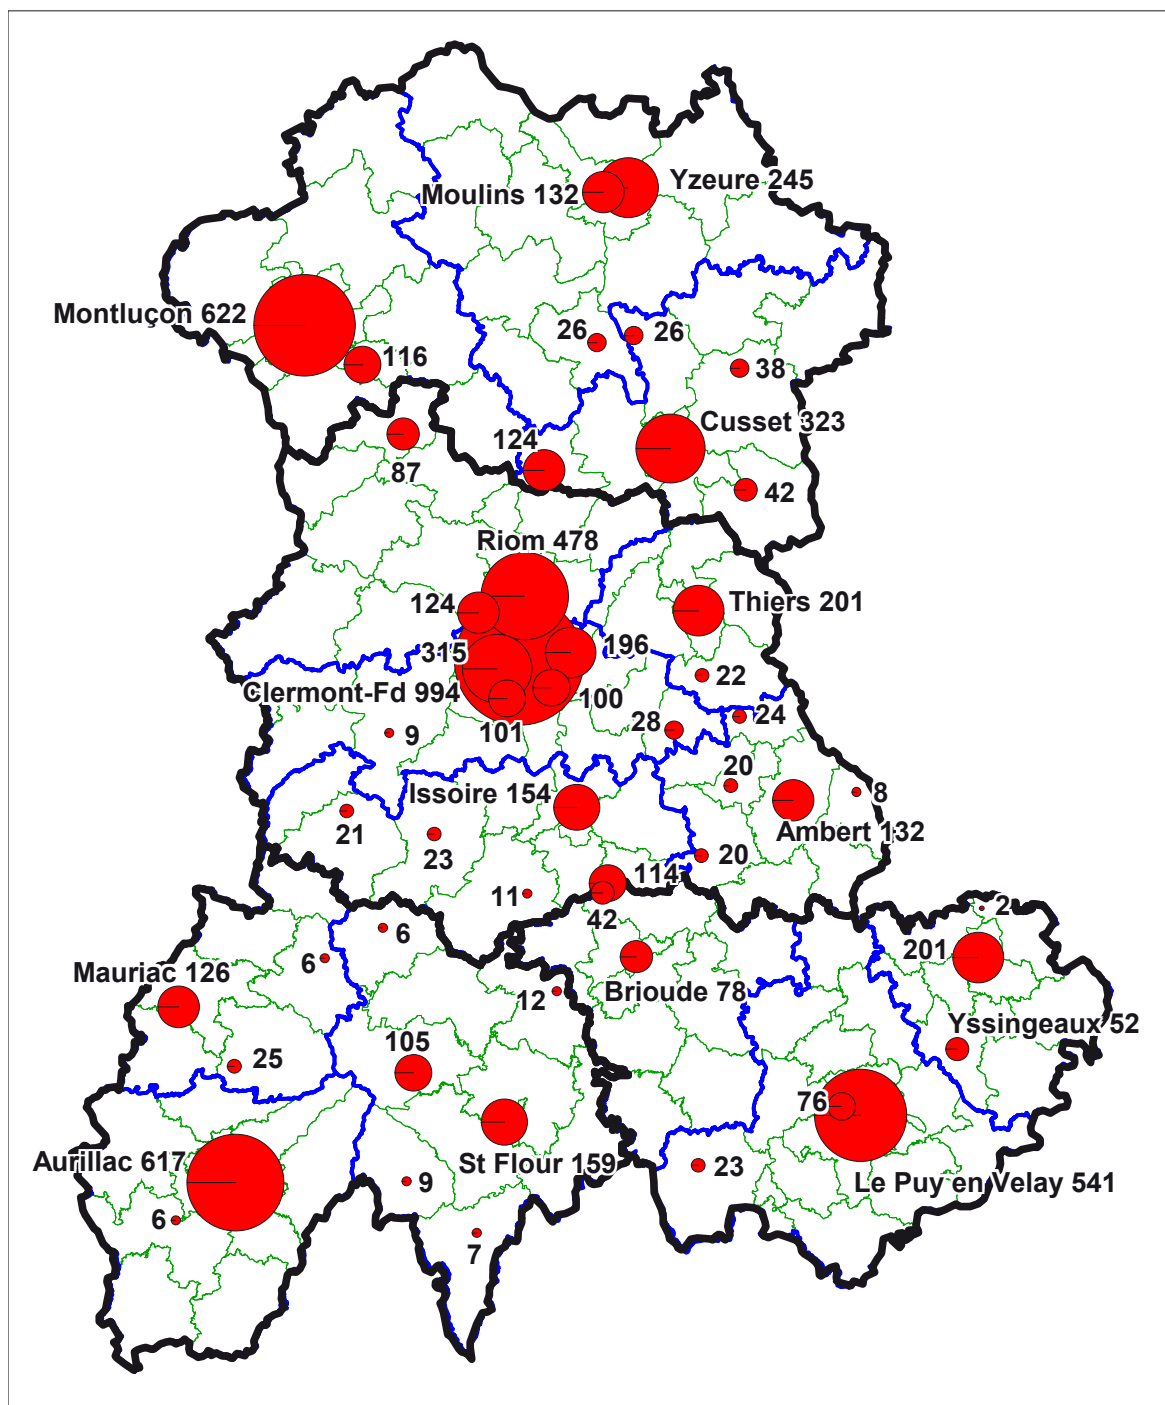 Moulins 132
Yzeure 245
Montluçon 622
116
26
26
38
Cusset 323
124
87
42
Riom 478
Thiers 201
124
315
196
Clermont-Fd 994
100
101
22
28
24
9
20
8
Issoire 154
Ambert 132
21
23
20
114
11
42
2
6
201
6
Mauriac 126
12
Brioude 78
Yssingeaux 52
25
105
76
Aurillac 617
St Flour 159
23
Le Puy en Velay 541
9
6
7